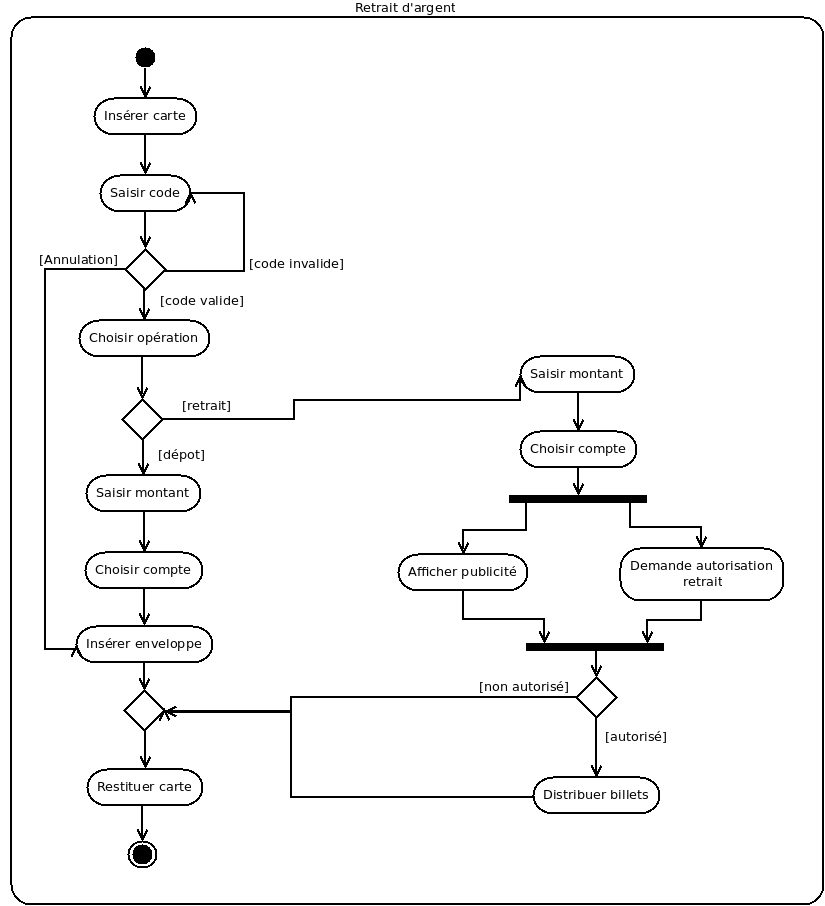 Retrait d'argent
Insérer carte
Saisir code
[Annulation]
[code invalide]
[code valide]
Choisir opération
Saisir montant
[retrait]
Choisir compte
[dépot]
Saisir montant
Choisir compte
Afficher publicité
Demande autorisation
retrait
Insérer enveloppe
[non autorisé]
[autorisé]
Restituer carte
Distribuer billets